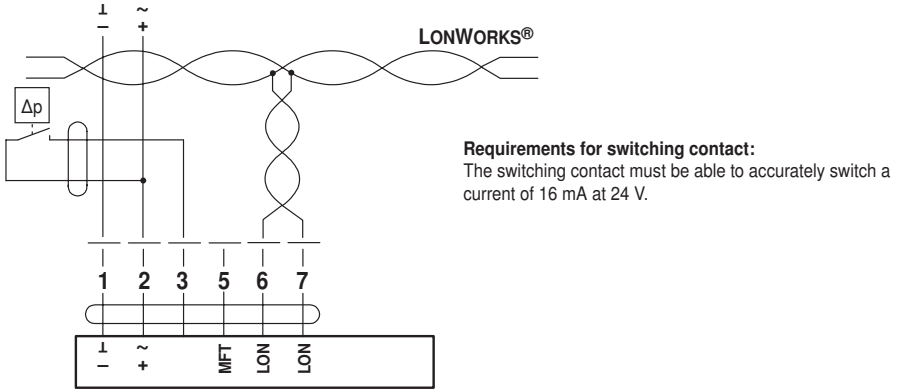 ⊥ ~
– +
LONWORKS®
Δp
Requirements for switching contact:
The switching contact must be able to accurately switch a
current of 16 mA at 24 V.
1 2 3 5 6 7
⊥ ~
– +
MFT
LON
LON